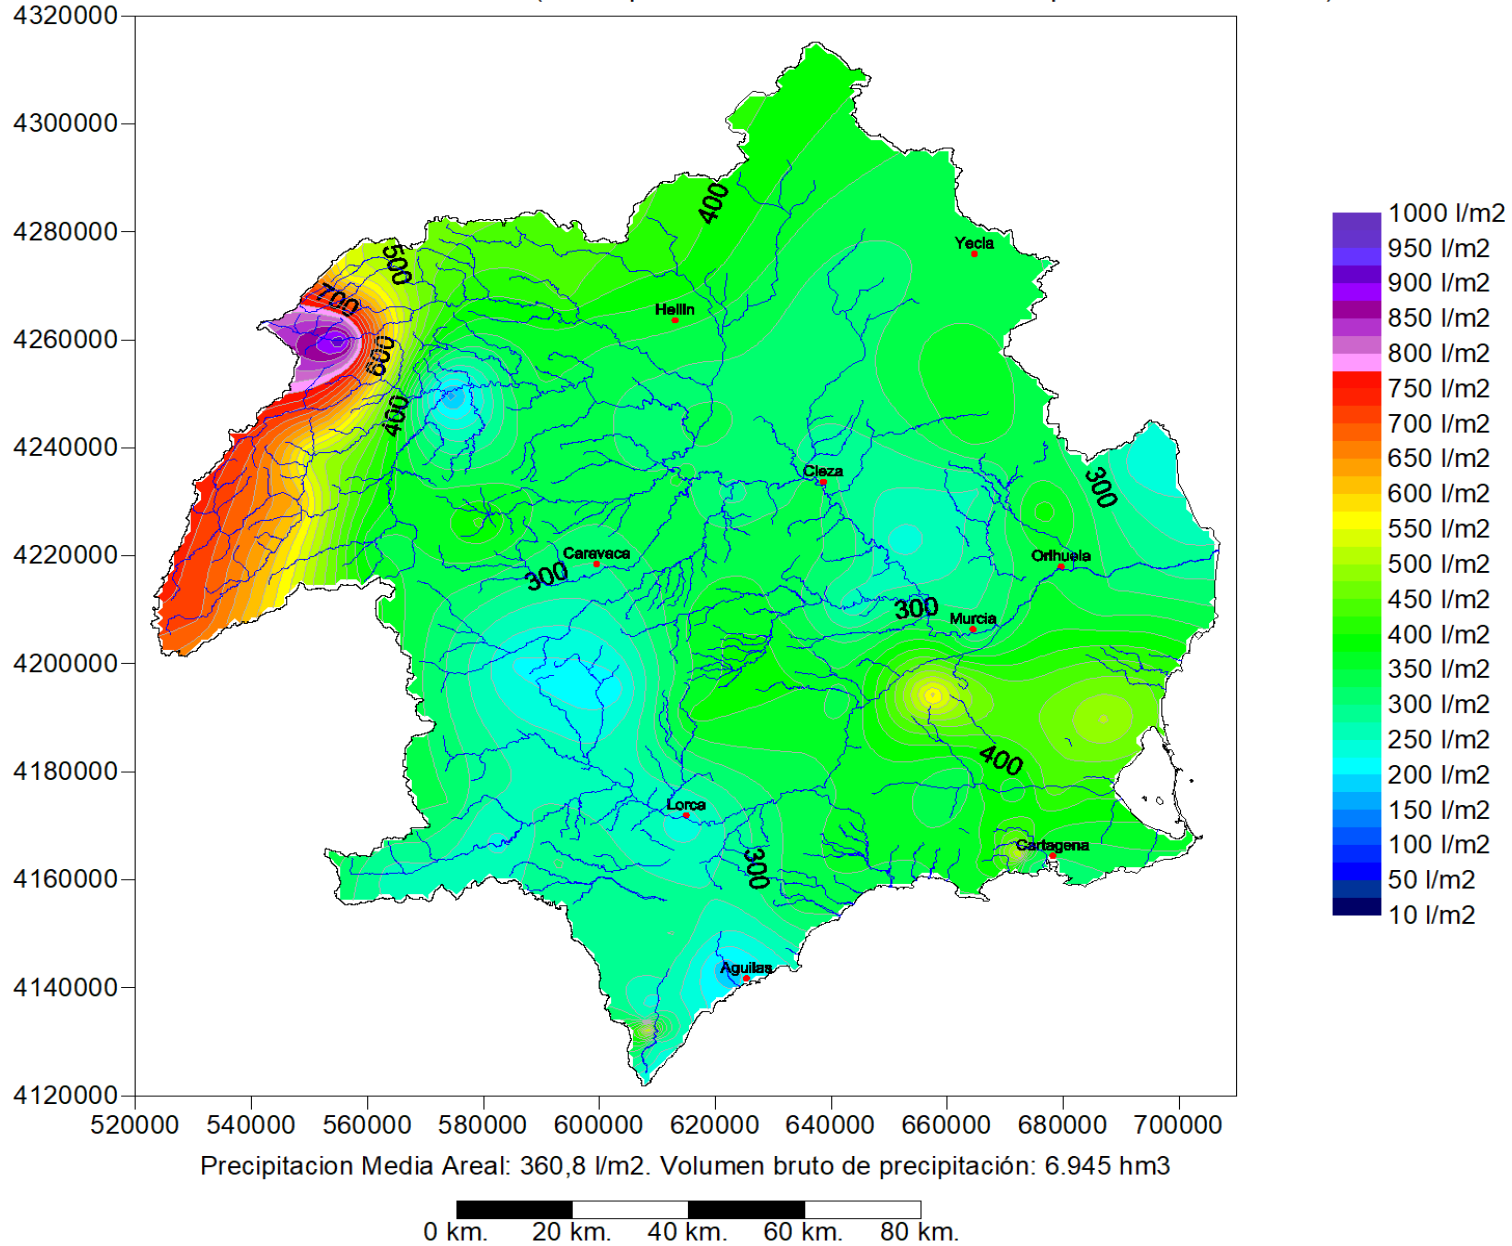 4320000
4300000
4280000
4260000
4240000
4220000
4200000
4180000
4160000
4140000
4120000
520000 540000 560000 580000 600000 620000 640000 660000 680000 700000
400
Yecla
500
700
Hellin
600
400
Cieza
300
Caravaca
300
Orihuela
300
Murcia
400
Lorca
300
Cartagena
Aguilas
1000 l/m2
950 l/m2
900 l/m2
850 l/m2
800 l/m2
750 l/m2
700 l/m2
650 l/m2
600 l/m2
550 l/m2
500 l/m2
450 l/m2
400 l/m2
350 l/m2
300 l/m2
250 l/m2
200 l/m2
150 l/m2
100 l/m2
50 l/m2
10 l/m2
Precipitacion Media Areal: 360,8 l/m2. Volumen bruto de precipitación: 6.945 hm3
0 km. 20 km. 40 km. 60 km. 80 km.